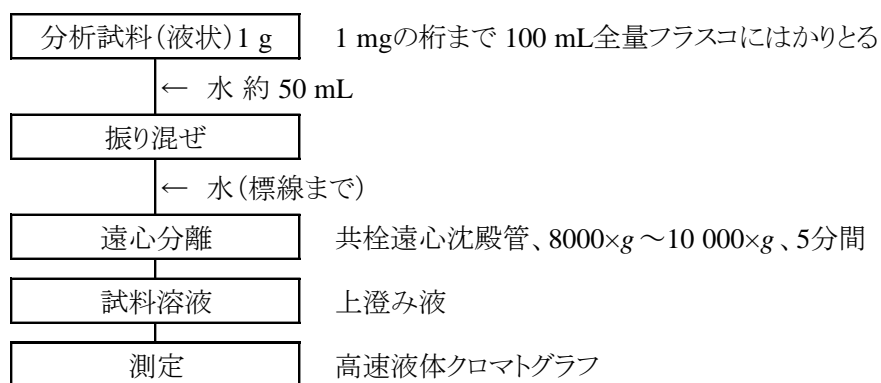 分析試料(液状)1 g 1 mgの桁まで 100 mL全量フラスコにはかりとる
← 水 約 50 mL
振り混ぜ
← 水(標線まで)
遠心分離 共栓遠心沈殿管、8000×g～10 000×g、5分間
試料溶液 上澄み液
測定 高速液体クロマトグラフ